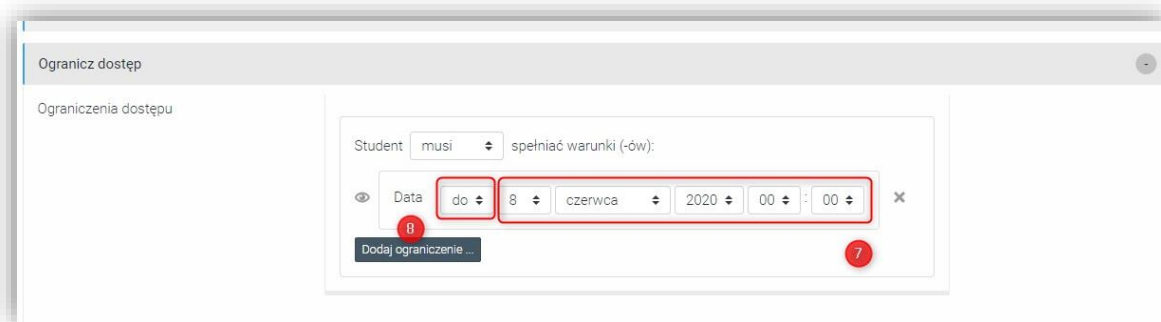 Ogranicz dostęp
-
Ograniczenia dostępu
Student musi spełniać warunki (-ów):
Data do 8 czerwca 2020 00 : 00
8
Dodaj ograniczenie ...
7